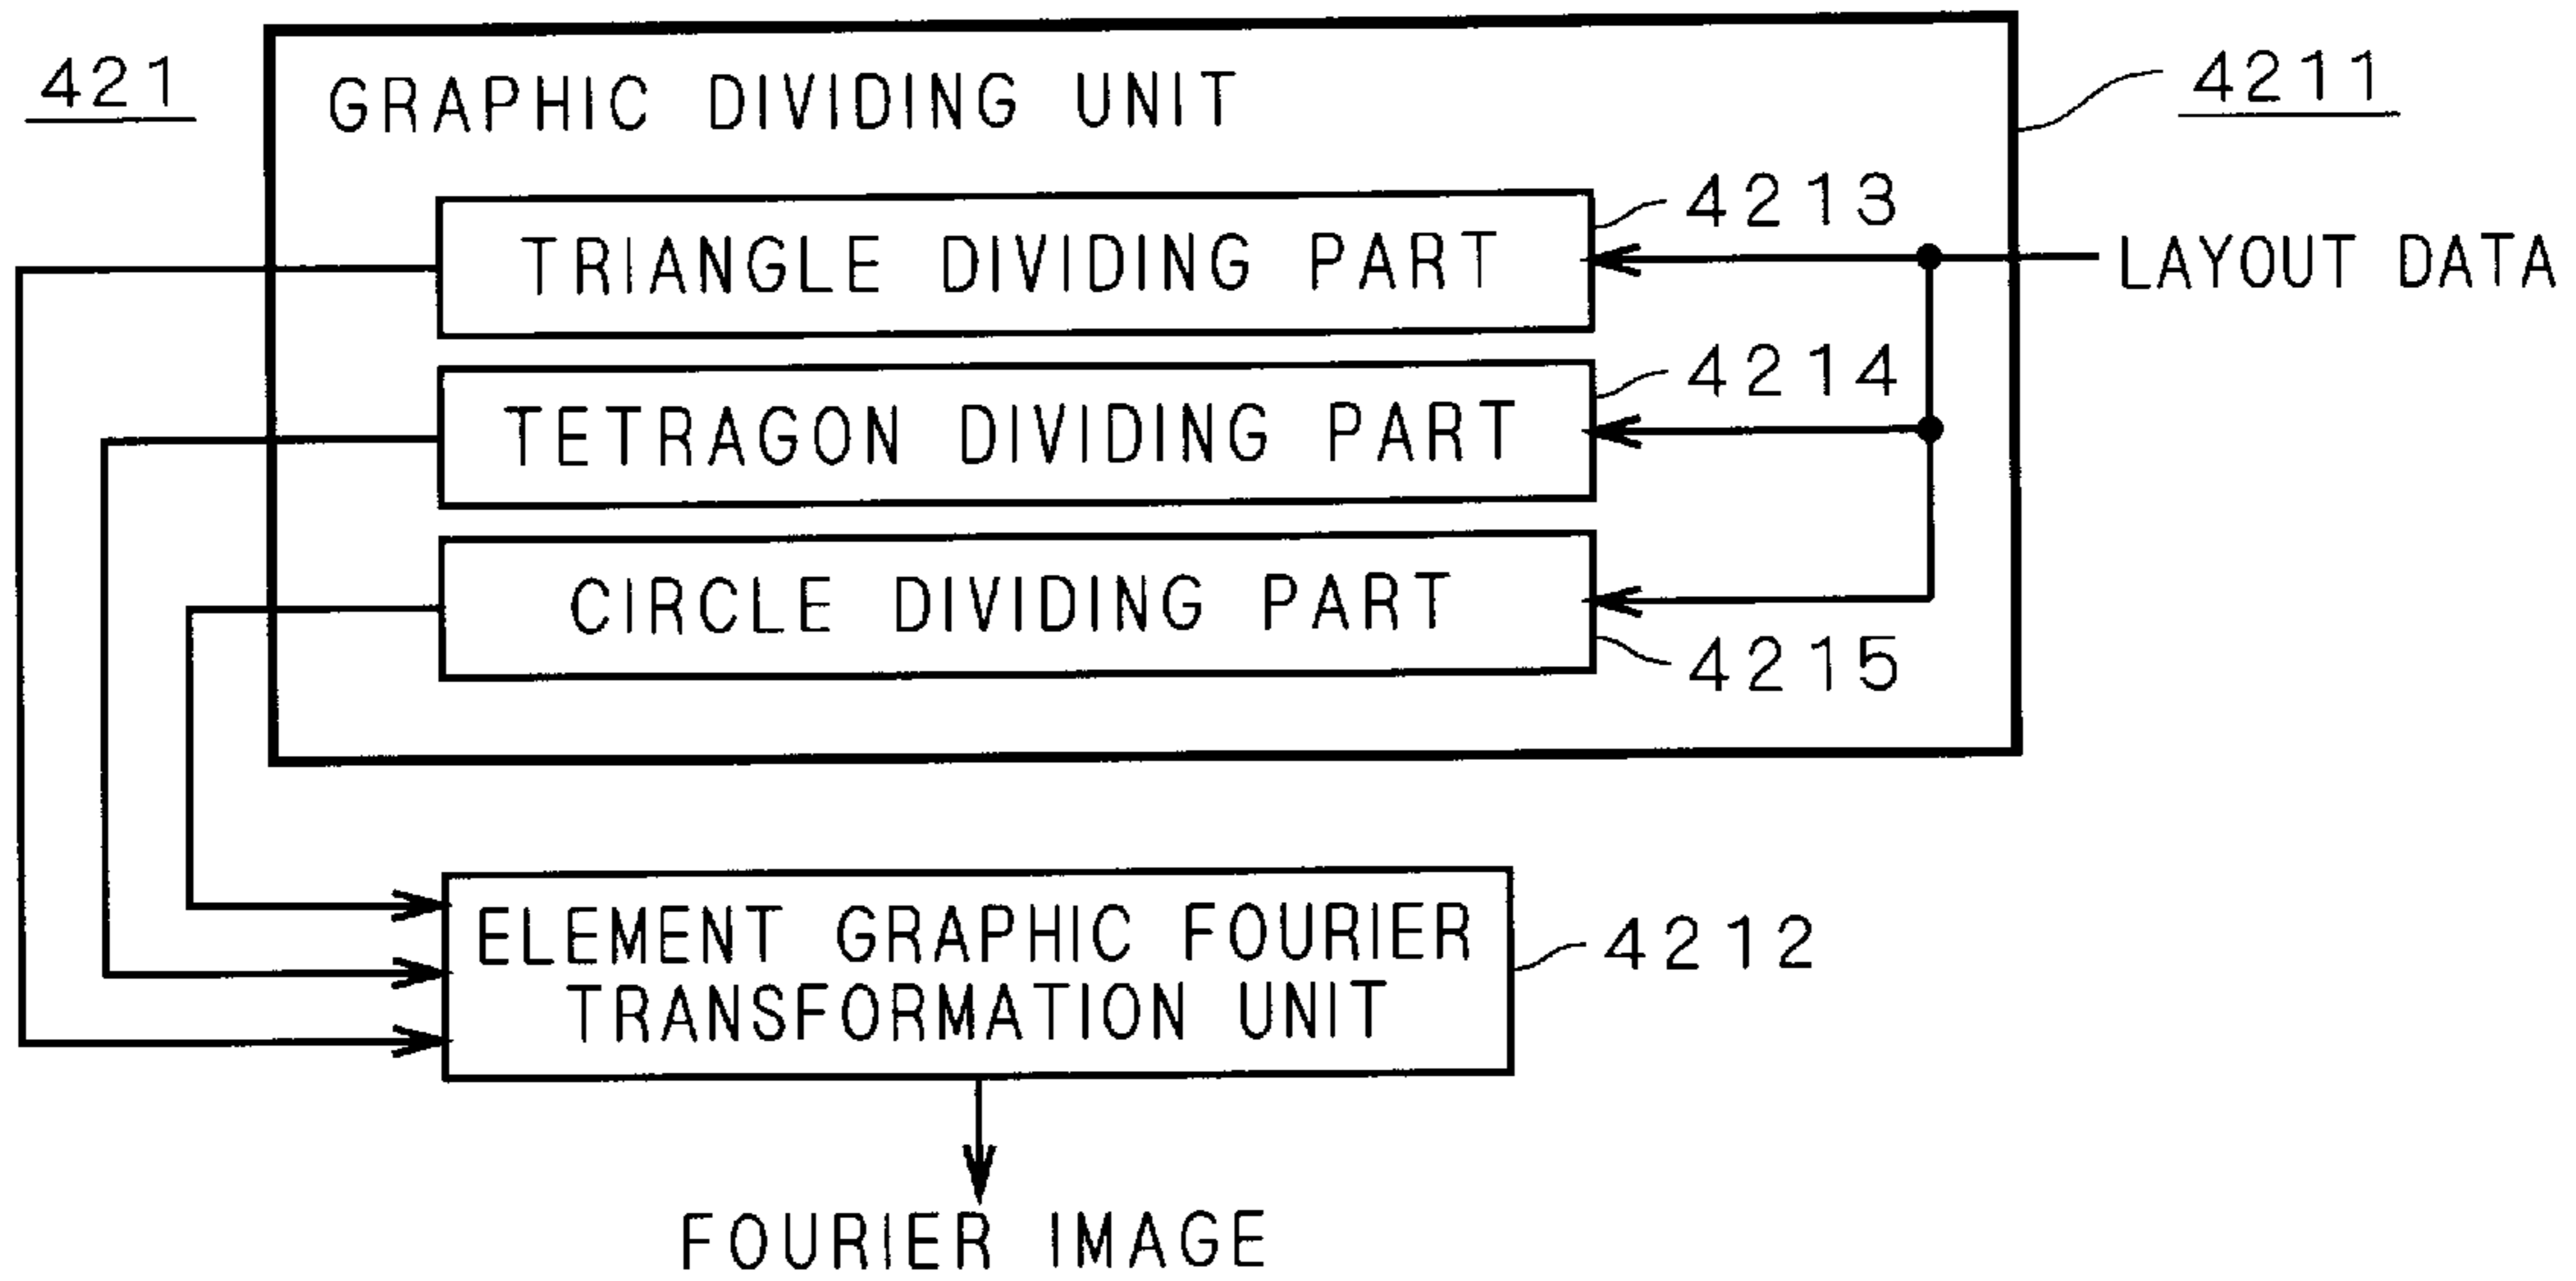 421
GRAPHIC DIVIDING UNIT
4211
4213
TRIANGLE DIVIDING PART
LAYOUT DATA
4214
TETRAGON DIVIDING PART
CIRCLE DIVIDING PART
4215
ELEMENT GRAPHIC FOURIER
TRANSFORMATION UNIT
4212
FOURIER IMAGE